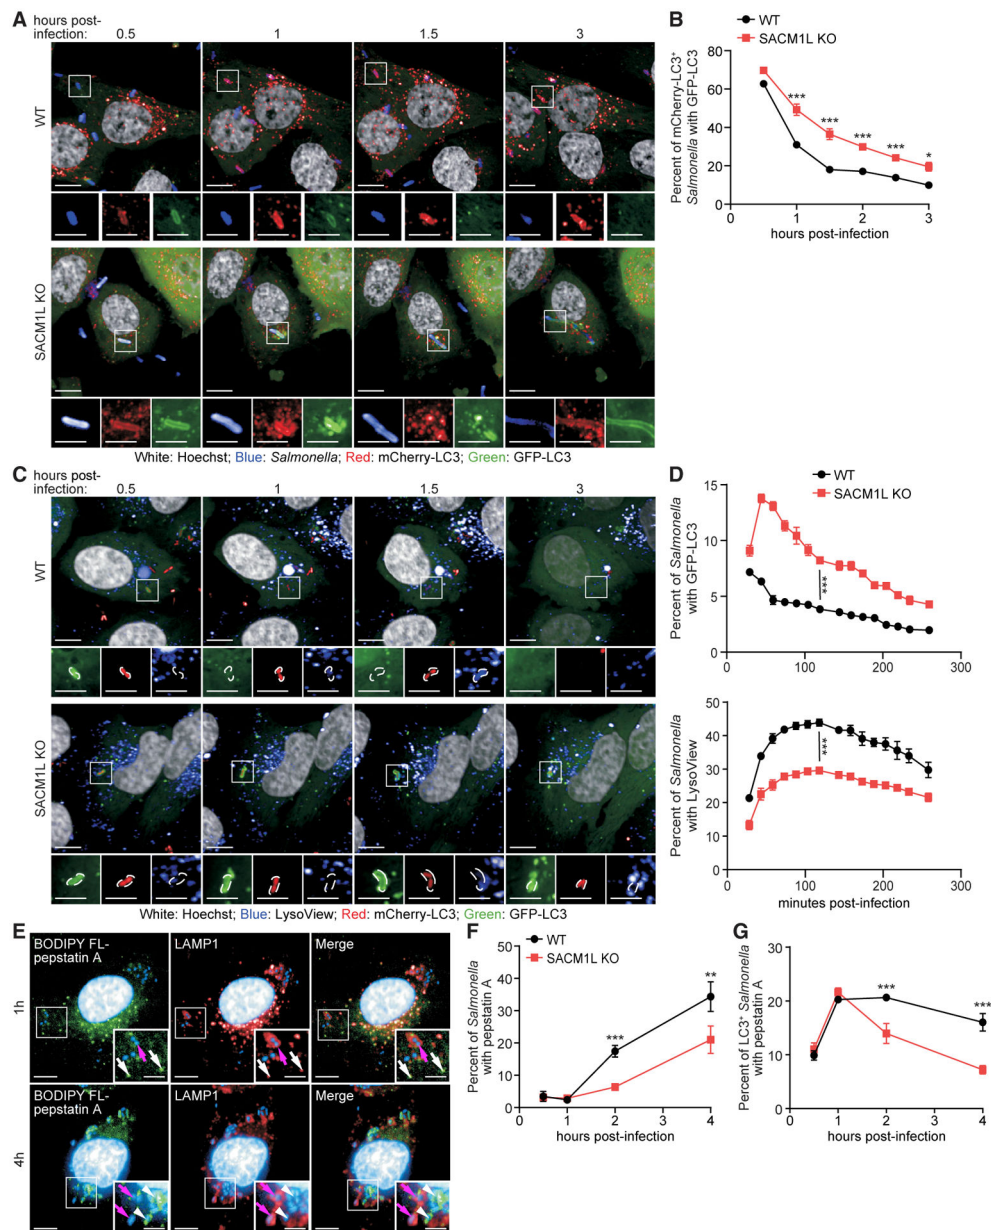 A
hours post-
infection:
0.5
1
1.5
3
WT
SACM1L KO
White: Hoechst; Blue: Salmonella; Red: mCherry-LC3; Green: GFP-LC3
B
WT
SACM1L KO
Percent of mCherry-LC3+
Salmonella with GFP-LC3
80
60
40
20
0
***
***
***
***
*
0
1
2
3
hours post-infection
C
hours post-
infection:
0.5
1
1.5
3
WT
SACM1L KO
White: Hoechst; Blue: LysoView; Red: mCherry-LC3; Green: GFP-LC3
D
WT
SACM1L KO
Percent of Salmonella
with GFP-LC3
15
10
5
0
***
0
100
200
300
Percent of Salmonella
with LysoView
50
40
30
20
10
0
***
0
100
200
300
minutes post-infection
E
BODIPY FL-
pepstatin A
LAMP1
Merge
1h
BODIPY FL-
pepstatin A
LAMP1
Merge
4h
F
WT
SACM1L KO
Percent of Salmonella
with pepstatin A
50
40
30
20
10
0
***
**
0
1
2
3
4
hours post-infection
G
Percent of LC3+ Salmonella
with pepstatin A
30
20
10
0
***
***
0
1
2
3
4
hours post-infection